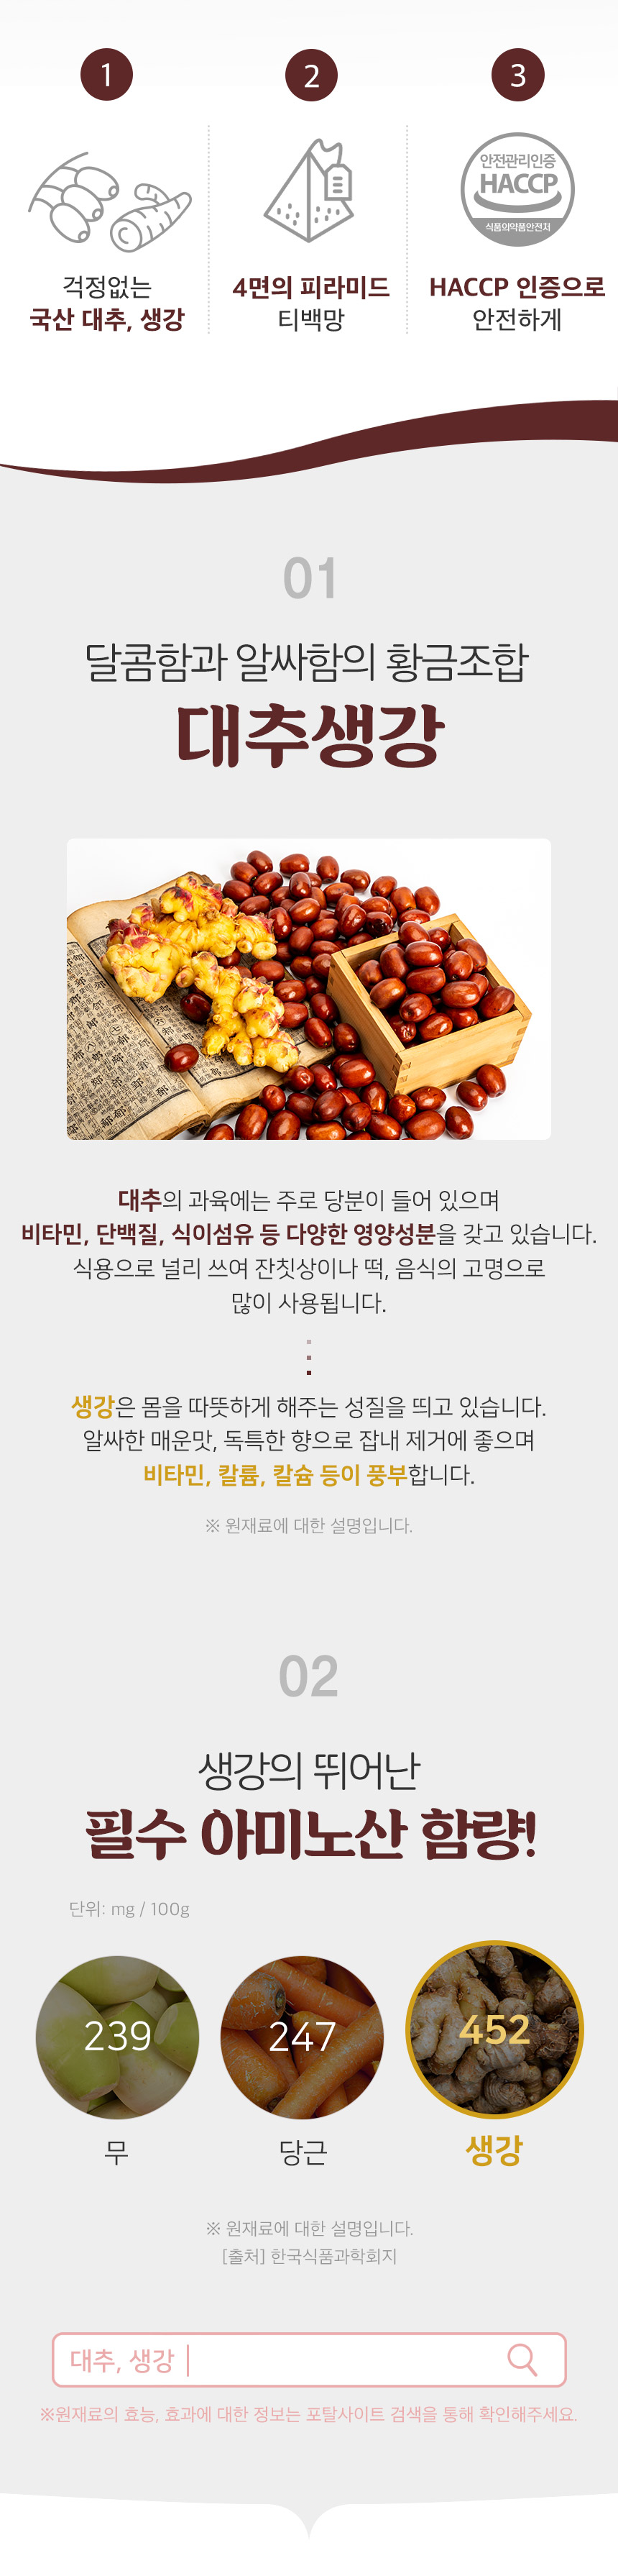 1
2
3
안전관리인증
HACCP
식품의약품안전처
걱정없는
국산 대추, 생강
4면의 피라미드
티백망
HACCP 인증으로
안전하게
01
달콤함과 알싸함의 황금조합
대추생강
대추의 과육에는 주로 당분이 들어 있으며
비타민, 단백질, 식이섬유 등 다양한 영양성분을 갖고 있습니다.
식용으로 널리 쓰여 잔칫상이나 떡, 음식의 고명으로
많이 사용됩니다.
생강은 몸을 따뜻하게 해주는 성질을 띄고 있습니다.
알싸한 매운맛, 독특한 향으로 잡내 제거에 좋으며
비타민, 칼륨, 칼슘 등이 풍부합니다.
※ 원재료에 대한 설명입니다.
02
생강의 뛰어난
필수 아미노산 함량!
단위: mg / 100g
239
247
452
무
당근
생강
※ 원재료에 대한 설명입니다.
[출처] 한국식품과학회지
대추, 생강
※원재료의 효능, 효과에 대한 정보는 포탈사이트 검색을 통해 확인해주세요.